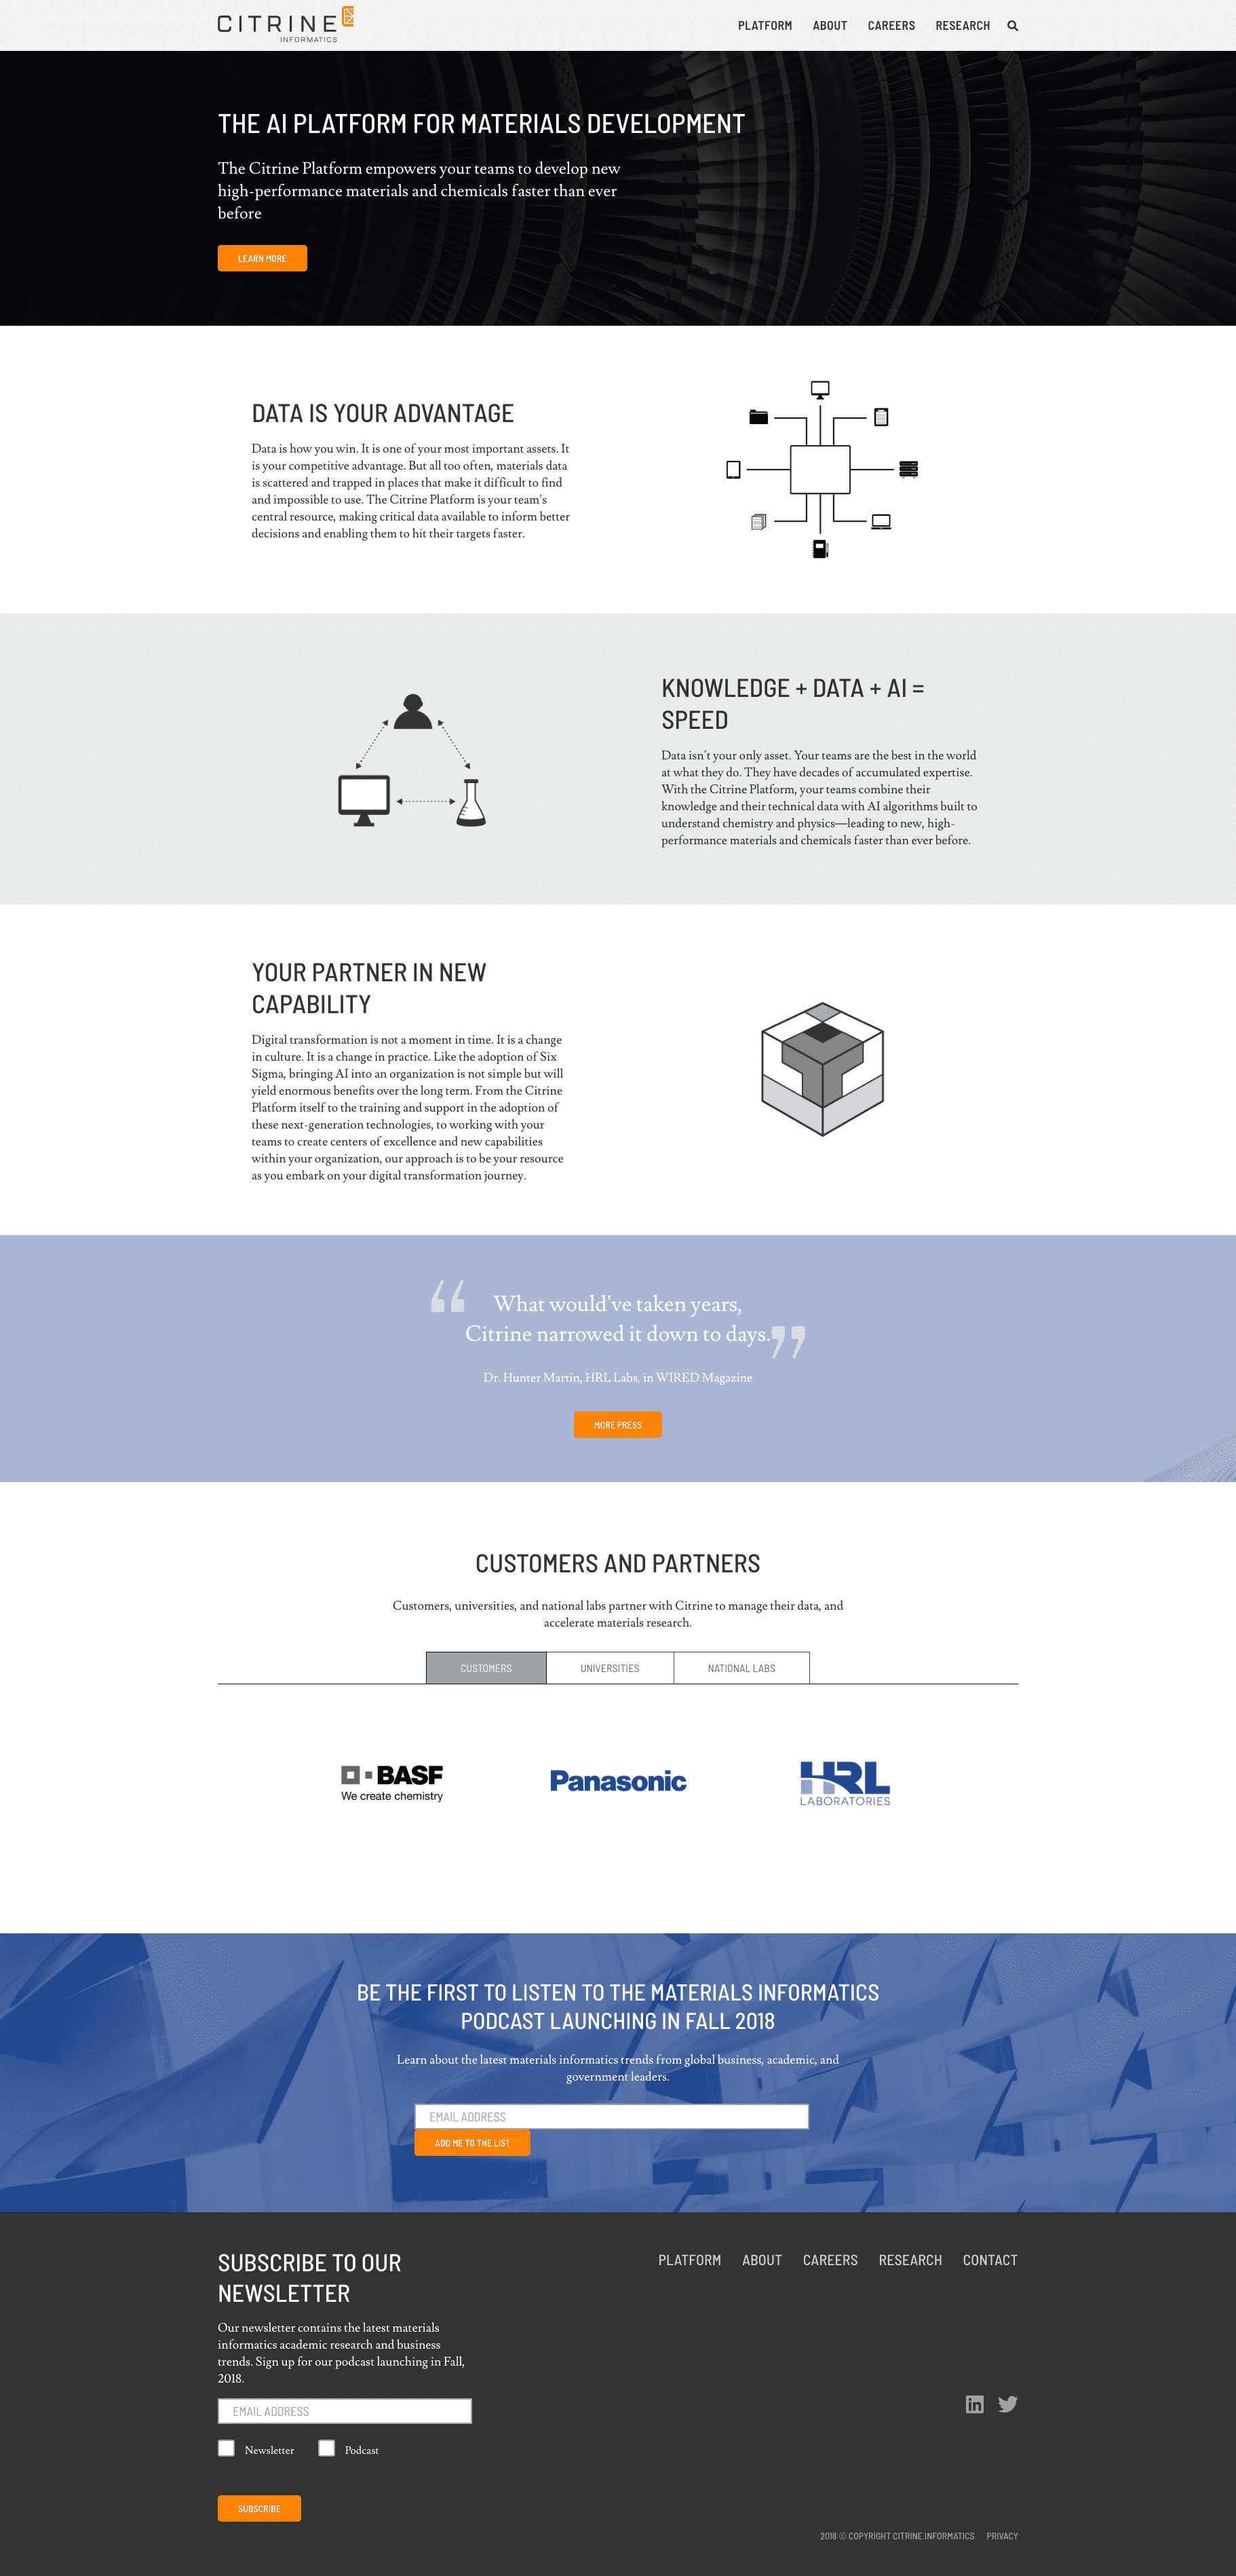 CITRINE
INFORMATICS
PLATFORM ABOUT CAREERS RESEARCH
THE AI PLATFORM FOR MATERIALS DEVELOPMENT
The Citrine Platform empowers your teams to develop new
high-performance materials and chemicals faster than ever
before
LEARN MORE
DATA IS YOUR ADVANTAGE
Data is how you win. It is one of your most important assets. It
is your competitive advantage. But all too often, materials data
is scattered and trapped in places that make it difficult to find
and impossible to use. The Citrine Platform is your team's
central resource, making critical data available to inform better
decisions and enabling them to hit their targets faster.
KNOWLEDGE + DATA + AI =
SPEED
Data isn't your only asset. Your teams are the best in the world
at what they do. They have decades of accumulated expertise.
With the Citrine Platform, your teams combine their
knowledge and their technical data with AI algorithms built to
understand chemistry and physics—leading to new, high-
performance materials and chemicals faster than ever before.
YOUR PARTNER IN NEW
CAPABILITY
Digital transformation is not a moment in time. It is a change
in culture. It is a change in practice. Like the adoption of Six
Sigma, bringing AI into an organization is not simple but will
yield enormous benefits over the long term. From the Citrine
Platform itself to the training and support in the adoption of
these next-generation technologies, to working with your
teams to create centers of excellence and new capabilities
within your organization, our approach is to be your resource
as you embark on your digital transformation journey.
“ What would've taken years,
Citrine narrowed it down to days.”
Dr. Hunter Martin, HRL Labs, in WIRED Magazine
MORE PRESS
CUSTOMERS AND PARTNERS
Customers, universities, and national labs partner with Citrine to manage their data, and
accelerate materials research.
CUSTOMERS UNIVERSITIES NATIONAL LABS
BASF
We create chemistry
Panasonic
HRL
LABORATORIES
BE THE FIRST TO LISTEN TO THE MATERIALS INFORMATICS
PODCAST LAUNCHING IN FALL 2018
Learn about the latest materials informatics trends from global business, academic, and
government leaders.
EMAIL ADDRESS
ADD ME TO THE LIST
SUBSCRIBE TO OUR
NEWSLETTER
Our newsletter contains the latest materials
informatics academic research and business
trends. Sign up for our podcast launching in Fall,
2018.
EMAIL ADDRESS
Newsletter Podcast
SUBSCRIBE
PLATFORM ABOUT CAREERS RESEARCH CONTACT
in
2018 © COPYRIGHT CITRINE INFORMATICS PRIVACY